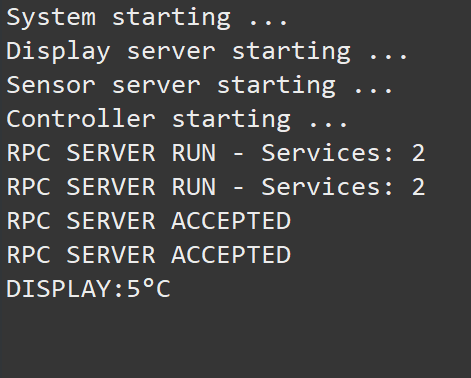 System starting ...
Display server starting ...
Sensor server starting ...
Controller starting ...
RPC SERVER RUN - Services: 2
RPC SERVER RUN - Services: 2
RPC SERVER ACCEPTED
RPC SERVER ACCEPTED
DISPLAY:5°C